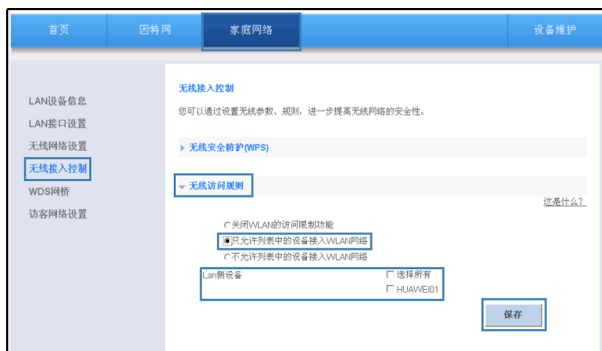 首页 因特网 家庭网络 设备维护
LAN设备信息
LAN接口设置
无线网络设置
无线接入控制
WDS网桥
访客网络设置
无线接入控制
您可以通过设置无线参数、规则，进一步提高无线网络的安全性。
无线安全防护(WPS)
无线访问规则
这是什么?
关闭WLAN的访问限制功能
只允许列表中的设备接入WLAN网络
不允许列表中的设备接入WLAN网络
Lan侧设备 选择所有
HUAWEI01
保存